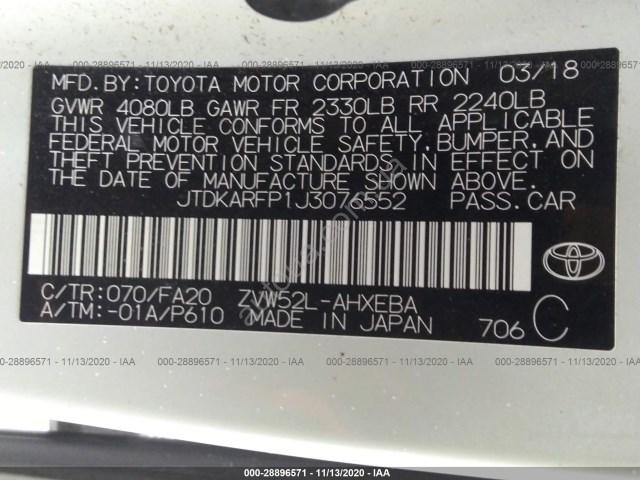 000-28896571 - 11/13/2020 - IAA
MFD.BY:TOYOTA MOTOR CORPORATION 03/18
GVWR 4080LB GAWR FR 2330LB RR 2240LB
THIS VEHICLE CONFORMS TO ALL APPLICABLE
FEDERAL MOTOR VEHICLE SAFETY,BUMPER,AND
THEFT PREVENTION STANDARDS IN EFFECT ON
THE DATE OF MANUFACTURE SHOWN ABOVE.
JTDKARFP1J3076552 PASS.CAR
C/TR:070/FA20 ZVW52L-AHXEBA
A/TM:-01A/P610 MADE IN JAPAN 706 C
000-28896571 - 11/13/2020 - IAA
000-28896571 - 11/13/2020 - IAA